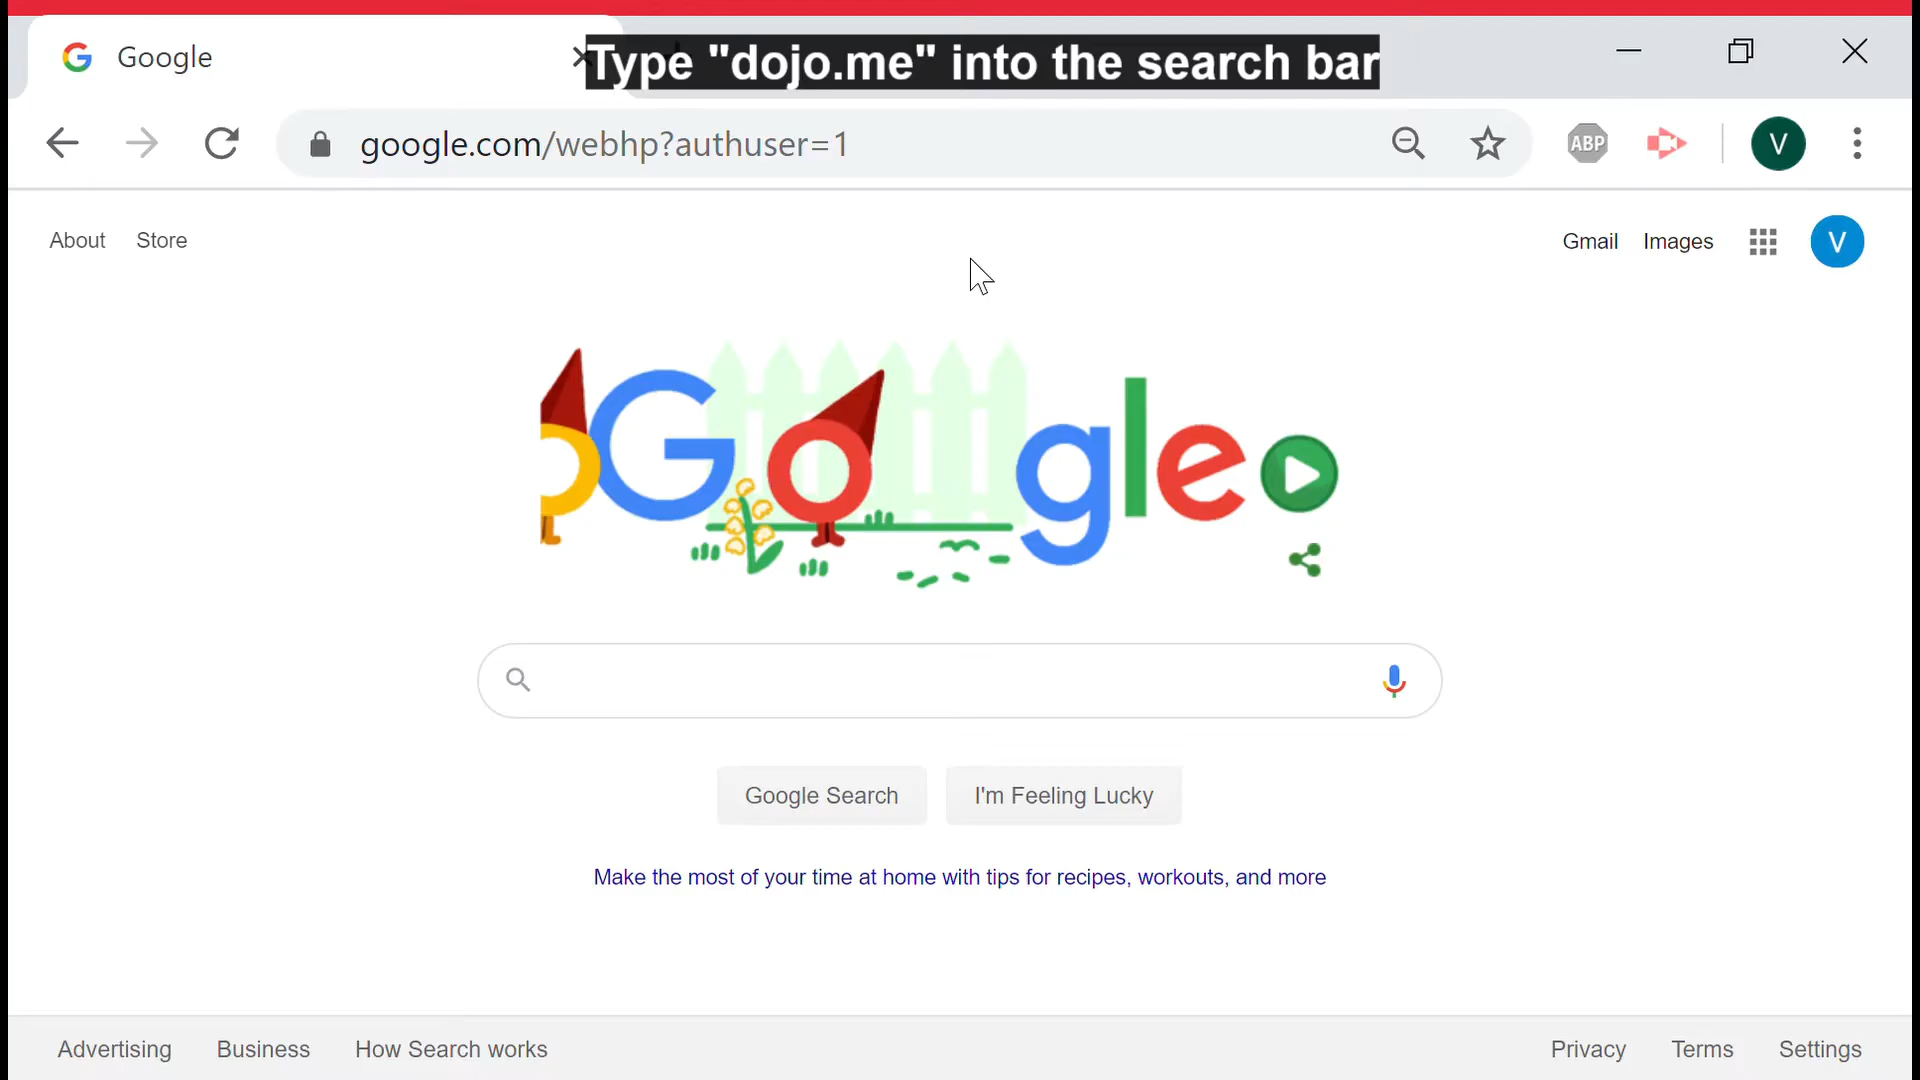 Google
Type "dojo.me" into the search bar
google.com/webhp?authuser=1
ABP
V
About Store
Gmail Images
V
Google
Google Search
I'm Feeling Lucky
Make the most of your time at home with tips for recipes, workouts, and more
Advertising Business How Search works
Privacy Terms Settings